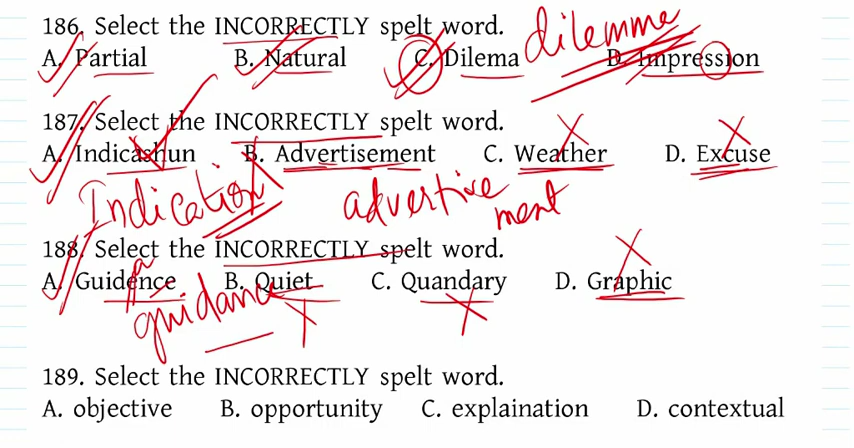 186. Select the INCORRECTLY spelt word.
dilemma
A. Partial B. Natural C. Dilema D. Impression
187. Select the INCORRECTLY spelt word.
A. Indicashun B. Advertisement C. Weather D. Excuse
Indication advertise
ment
188. Select the INCORRECTLY spelt word.
a
A. Guidence B. Quiet C. Quandary D. Graphic
guidance
189. Select the INCORRECTLY spelt word.
A. objective B. opportunity C. explaination D. contextual